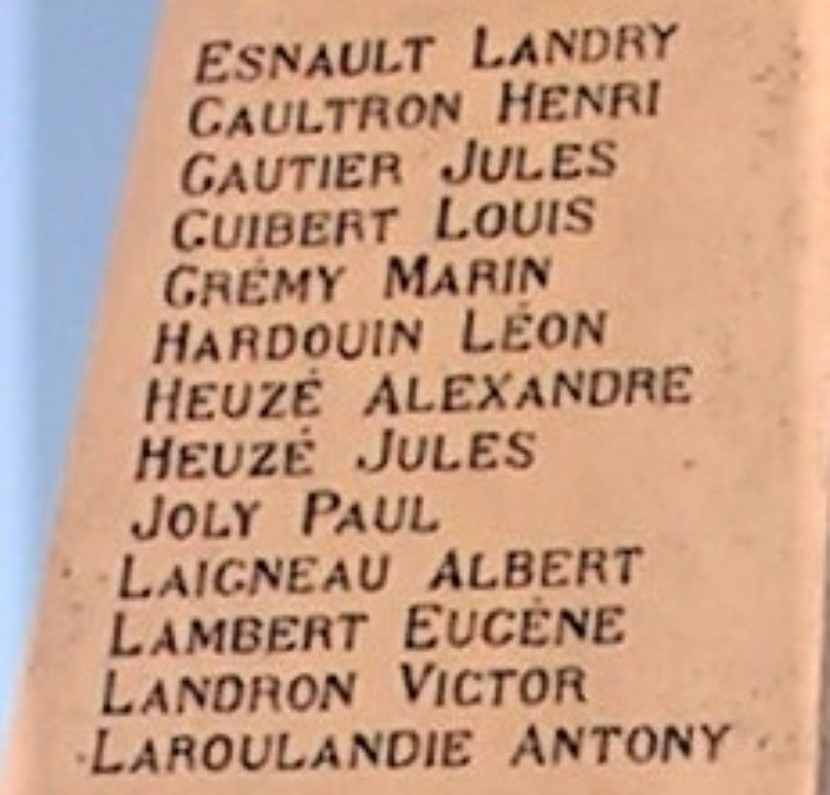 ESNAULT LANDRY
GAULTRON HENRI
GAUTIER JULES
GUIBERT LOUIS
GRÉMY MARIN
HARDOUIN LÉON
HEUZÉ ALEXANDRE
HEUZÉ JULES
JOLY PAUL
LAIGNEAU ALBERT
LAMBERT EUGÈNE
LANDRON VICTOR
LAROULANDIE ANTONY